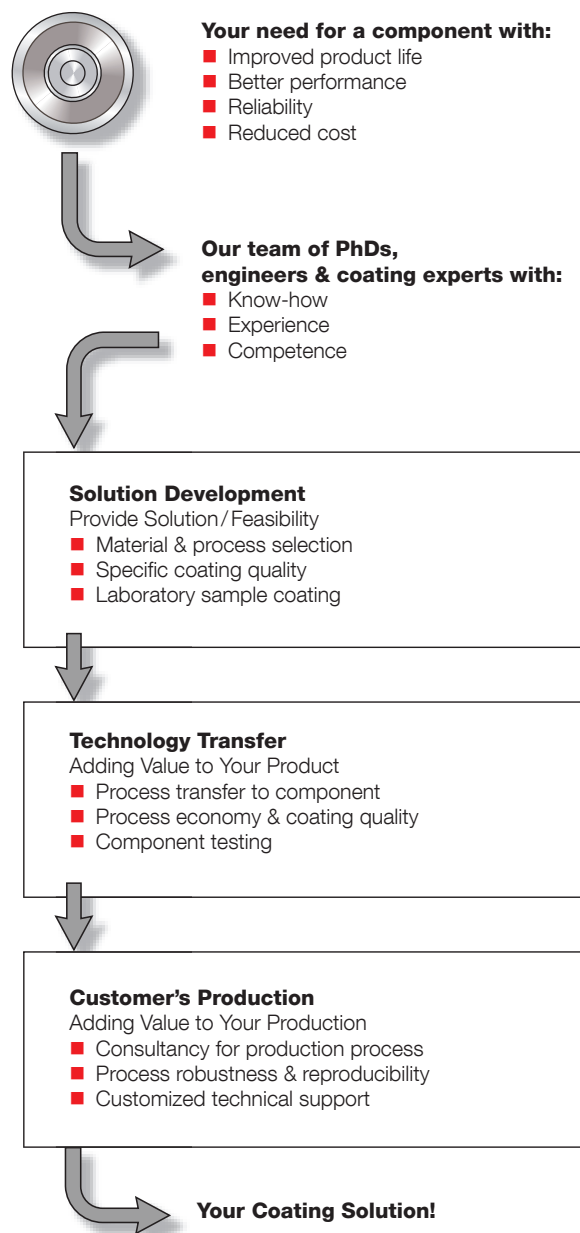 Your need for a component with:
■ Improved product life
■ Better performance
■ Reliability
■ Reduced cost
Our team of PhDs,
engineers & coating experts with:
■ Know-how
■ Experience
■ Competence
Solution Development
Provide Solution/Feasibility
■ Material & process selection
■ Specific coating quality
■ Laboratory sample coating
Technology Transfer
Adding Value to Your Product
■ Process transfer to component
■ Process economy & coating quality
■ Component testing
Customer’s Production
Adding Value to Your Production
■ Consultancy for production process
■ Process robustness & reproducibility
■ Customized technical support
Your Coating Solution!